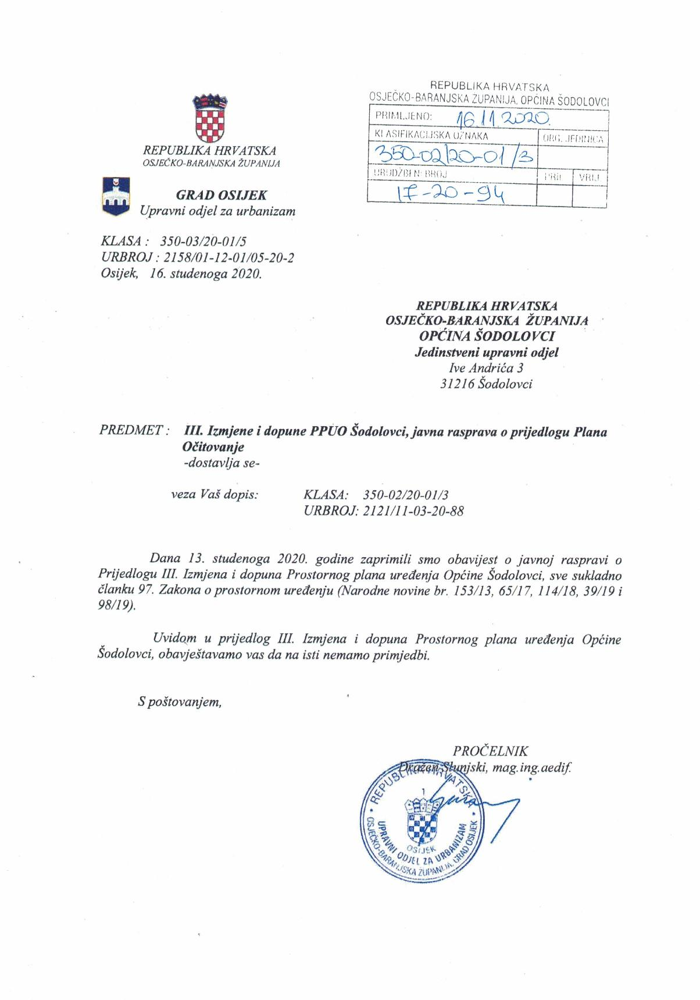 REPUBLIKA HRVATSKA
OSJEČKO-BARANJSKA ŽUPANIJA
GRAD OSIJEK
Upravni odjel za urbanizam
KLASA : 350-03/20-01/5
URBROJ : 2158/01-12-01/05-20-2
Osijek, 16. studenoga 2020.
REPUBLIKA HRVATSKA
OSJEČKO-BARANJSKA ŽUPANIJA, OPĆINA ŠODOLOVCI
PRIMLJENO: 16.11.2020.
KLASIFIKACIJSKA OZNAKA ORG. JEDINICA
350-02/20-01/3
URUDŽBENI BROJ PRIL. VRIJ.
17-20-94
REPUBLIKA HRVATSKA
OSJEČKO-BARANJSKA ŽUPANIJA
OPĆINA ŠODOLOVCI
Jedinstveni upravni odjel
Ive Andrića 3
31216 Šodolovci
PREDMET : III. Izmjene i dopune PPUO Šodolovci, javna rasprava o prijedlogu Plana
Očitovanje
-dostavlja se-
veza Vaš dopis: KLASA: 350-02/20-01/3
URBROJ: 2121/11-03-20-88
Dana 13. studenoga 2020. godine zaprimili smo obavijest o javnoj raspravi o
Prijedlogu III. Izmjena i dopuna Prostornog plana uređenja Općine Šodolovci, sve sukladno
članku 97. Zakona o prostornom uređenju (Narodne novine br. 153/13, 65/17, 114/18, 39/19 i
98/19).
Uvidom u prijedlog III. Izmjena i dopuna Prostornog plana uređenja Općine
Šodolovci, obavještavamo vas da na isti nemamo primjedbi.
S poštovanjem,
PROČELNIK
Dražen Slunjski, mag.ing.aedif.
REPUBLIKA HRVATSKA
1
OSIJEK
UPRAVNI ODJEL ZA URBANIZAM
OSJEČKO-BARANJSKA ŽUPANIJA, GRAD OSIJEK